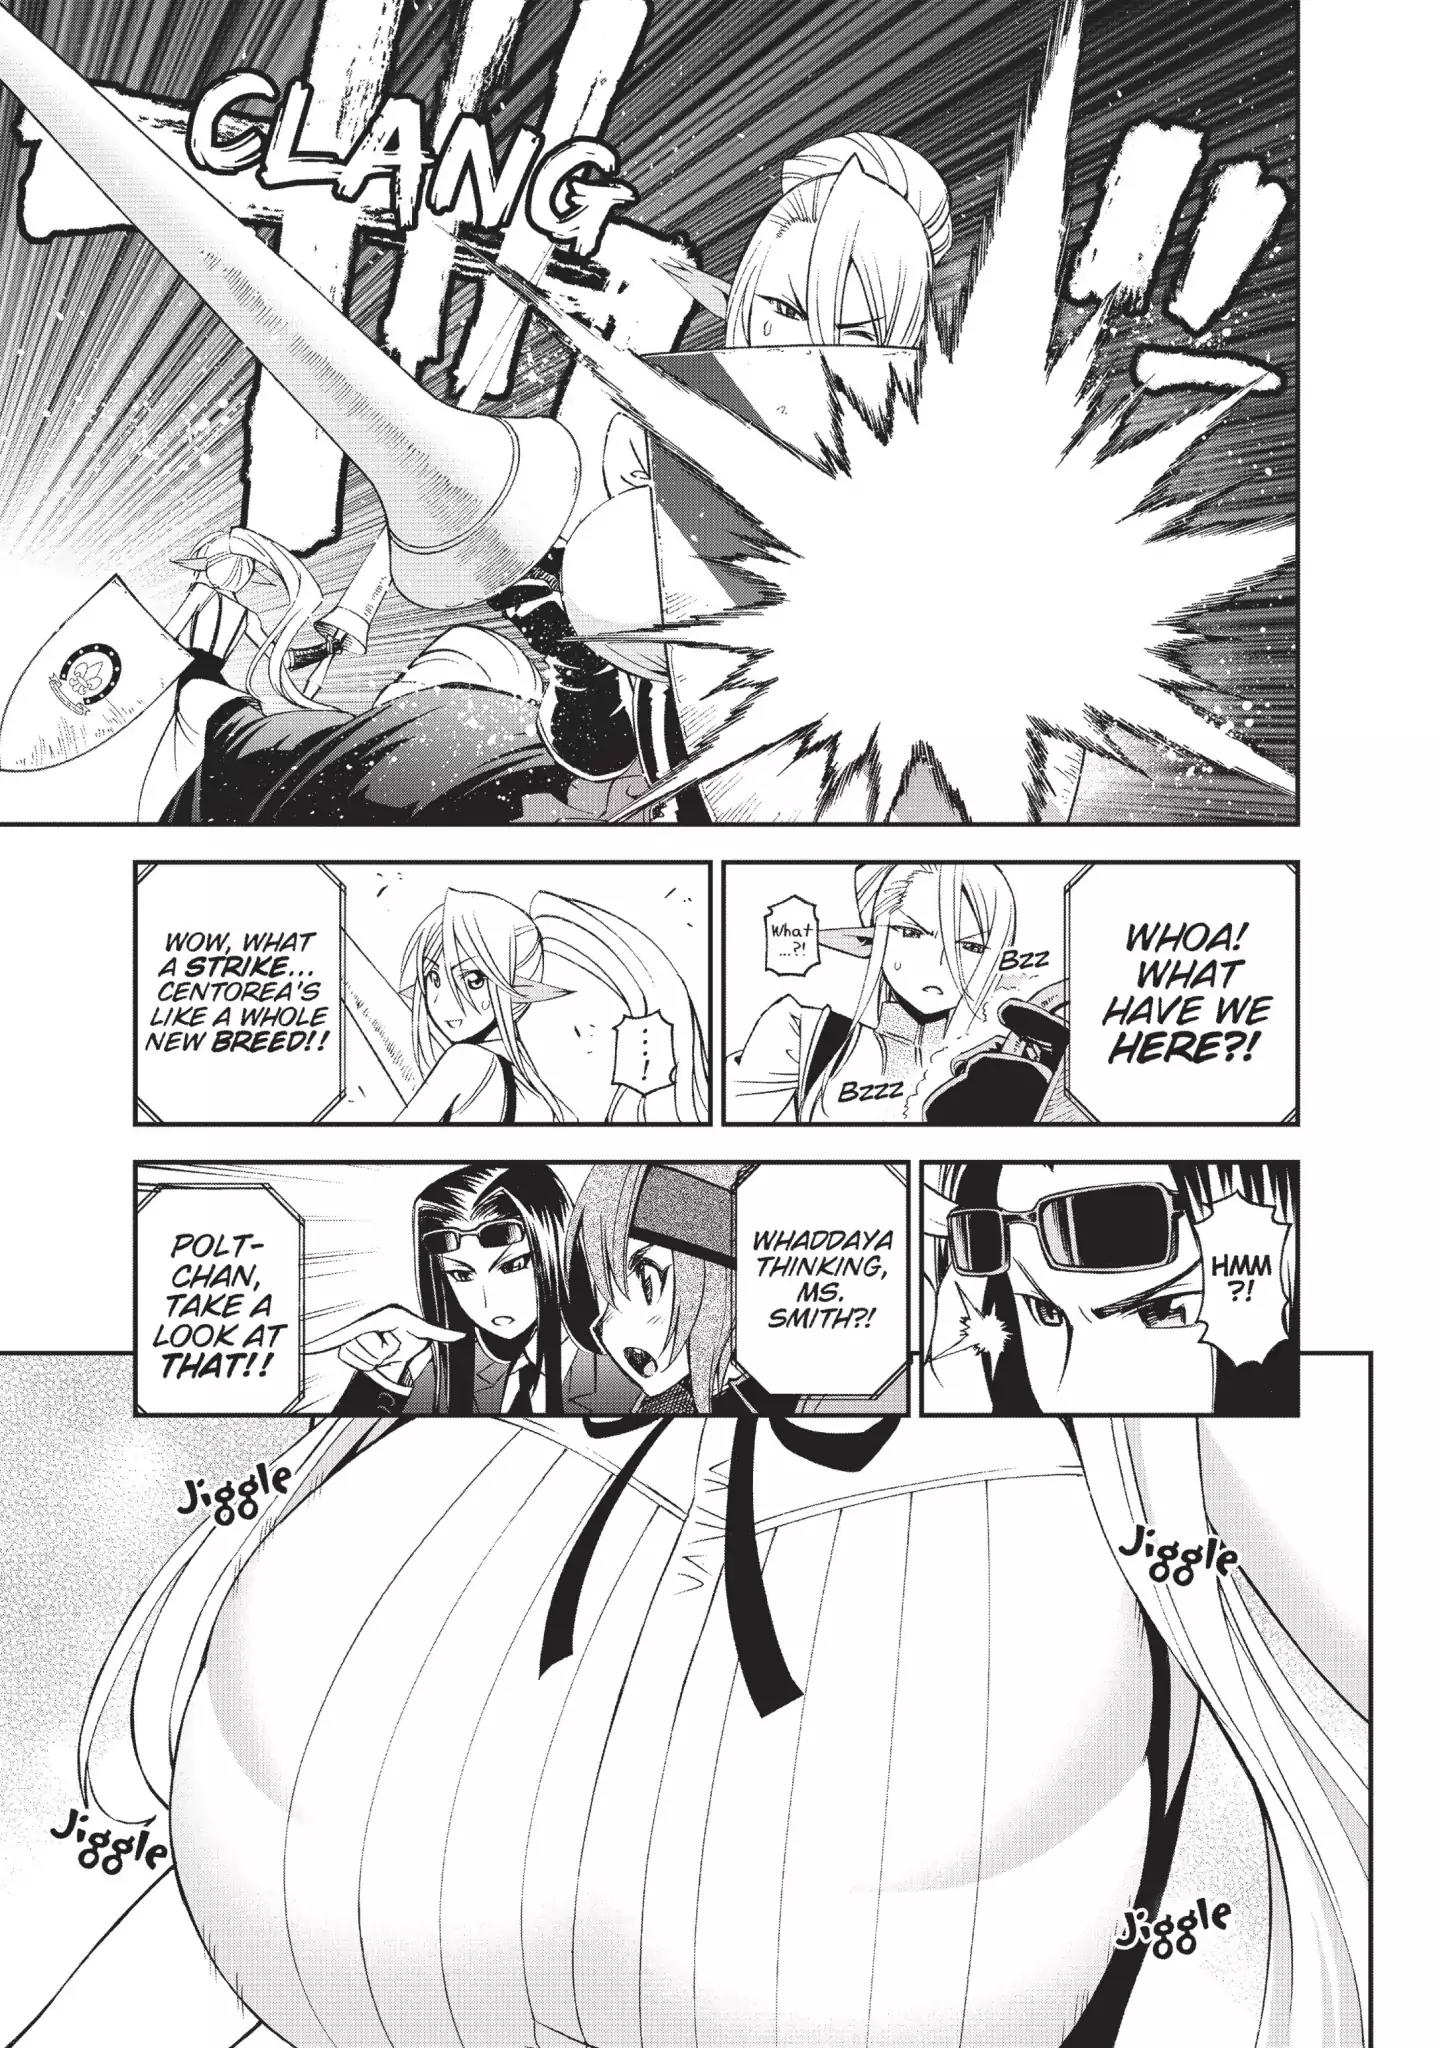 CLANG
WHOA!
WHAT
HAVE WE
HERE?!
What
...?!
BZZ
BZZZ
....!
WOW, WHAT
A STRIKE...
CENTOREA'S
LIKE A WHOLE
NEW BREED!!
HMM
?!
WHADDAYA
THINKING,
MS.
SMITH?!
POLT-
CHAN,
TAKE A
LOOK AT
THAT!!
Jiggle
Jiggle
Jiggle
Jiggle